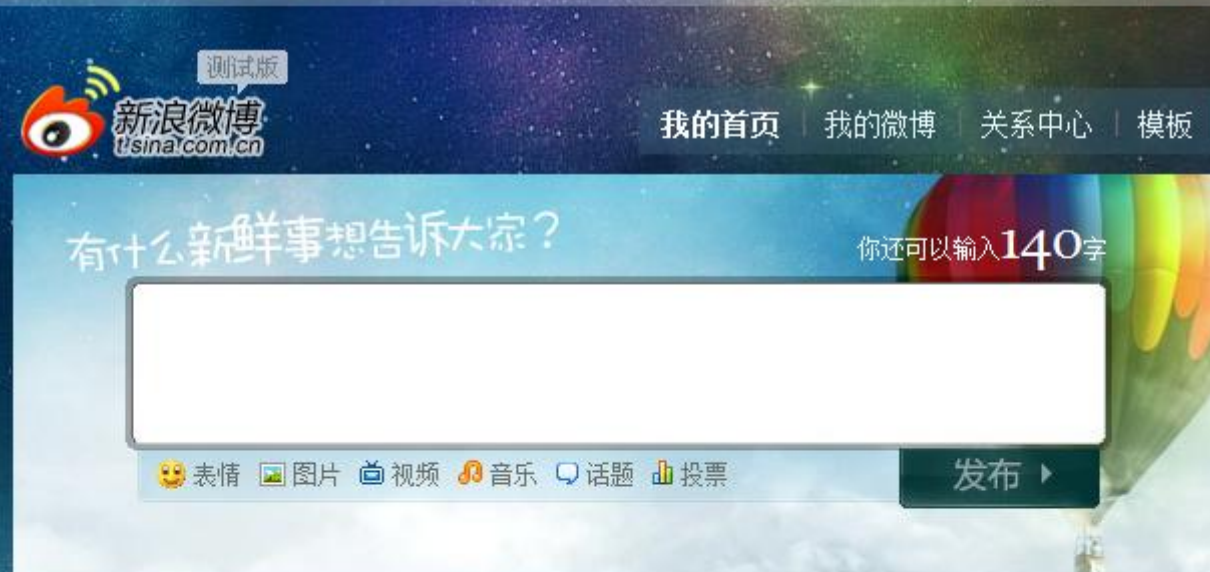 测试版
新浪微博
t.sina.com.cn
我的首页 我的微博 关系中心 模板
有什么新鲜事想告诉大家？
你还可以输入140字
表情 图片 视频 音乐 话题 投票
发布